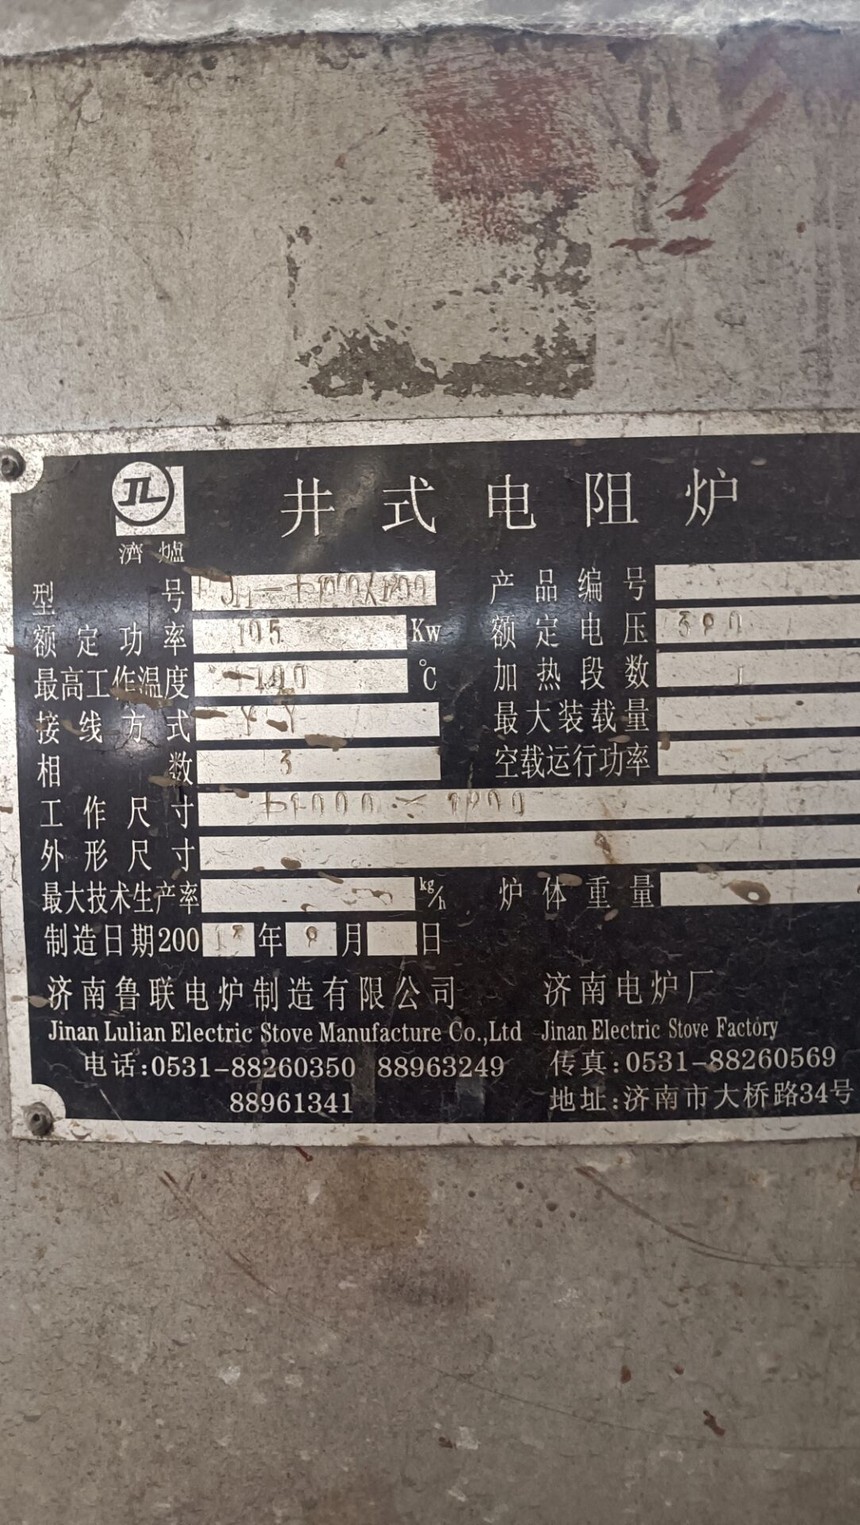 JL
濟爐
井式电阻炉
型号 产品编号
额定功率 105 Kw 额定电压 380
最高工作温度 ℃ 加热段数 1
接线方式 YY 最大装载量
相数 3 空载运行功率
工作尺寸
外形尺寸
最大技术生产率 kg/h 炉体重量
制造日期200 年 9 月 日
济南鲁联电炉制造有限公司 济南电炉厂
Jinan Lulian Electric Stove Manufacture Co.,Ltd Jinan Electric Stove Factory
电话:0531-88260350 88963249 传真:0531-88260569
88961341 地址:济南市大桥路34号